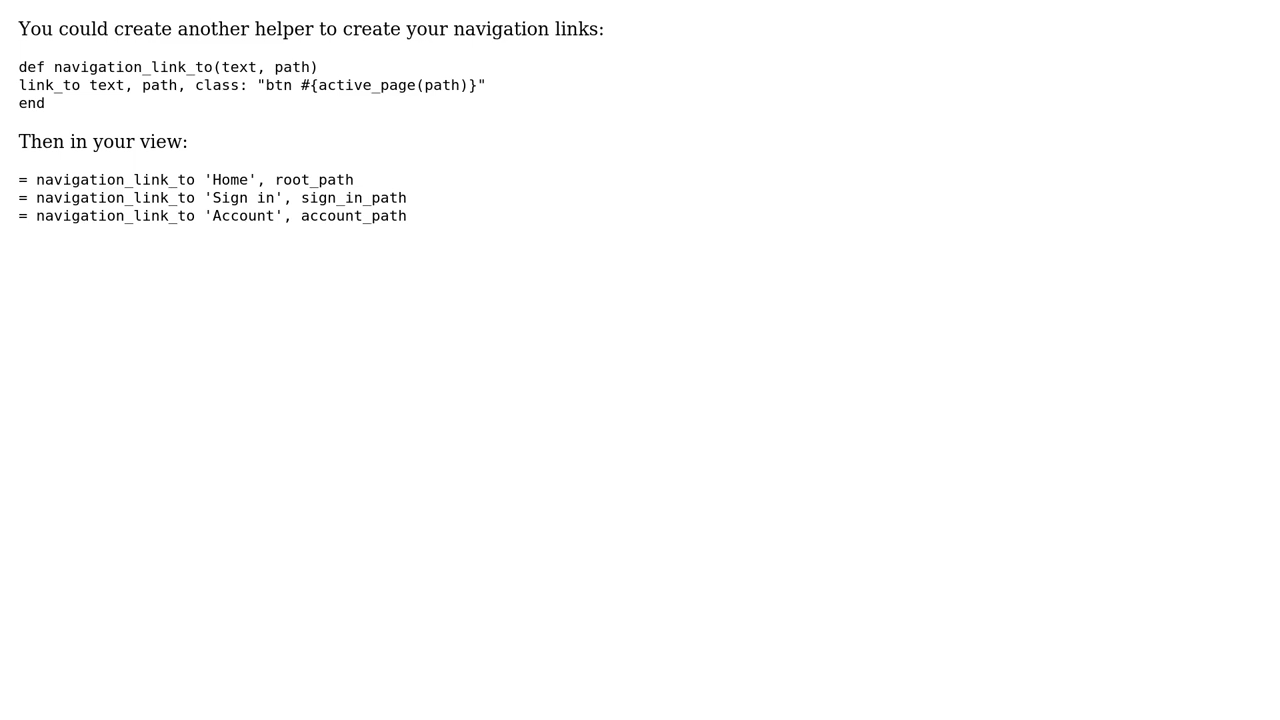 You could create another helper to create your navigation links:
def navigation_link_to(text, path)
link_to text, path, class: "btn #{active_page(path)}"
end
Then in your view:
= navigation_link_to 'Home', root_path
= navigation_link_to 'Sign in', sign_in_path
= navigation_link_to 'Account', account_path